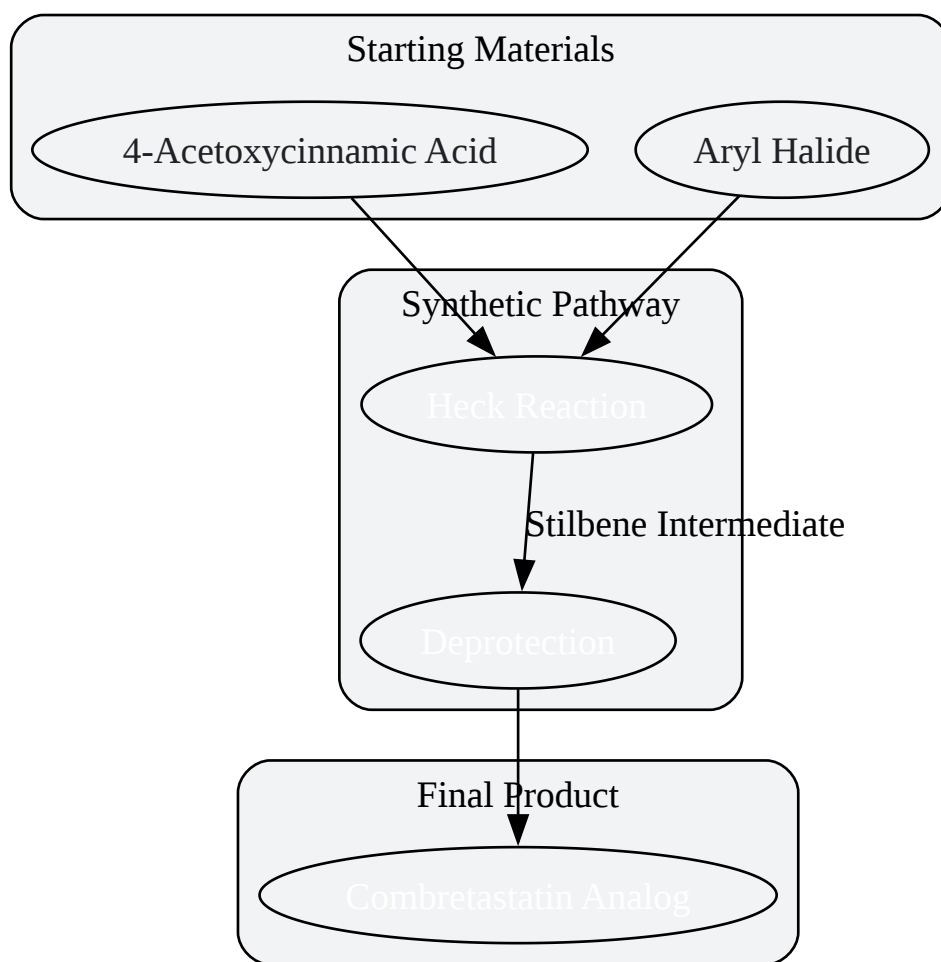 Starting Materials
4-Acetoxycinnamic Acid
Aryl Halide
Synthetic Pathway
Heck Reaction
Stilbene Intermediate
Deprotection
Final Product
Combretastatin Analog